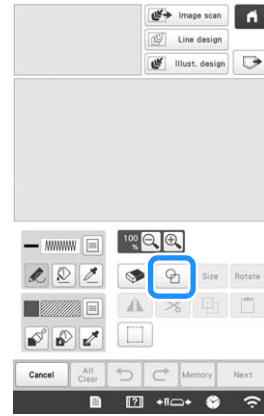 Image scan
Line design
Illust. design
100 %
Size
Rotate
Cancel
All Clear
Memory
Next